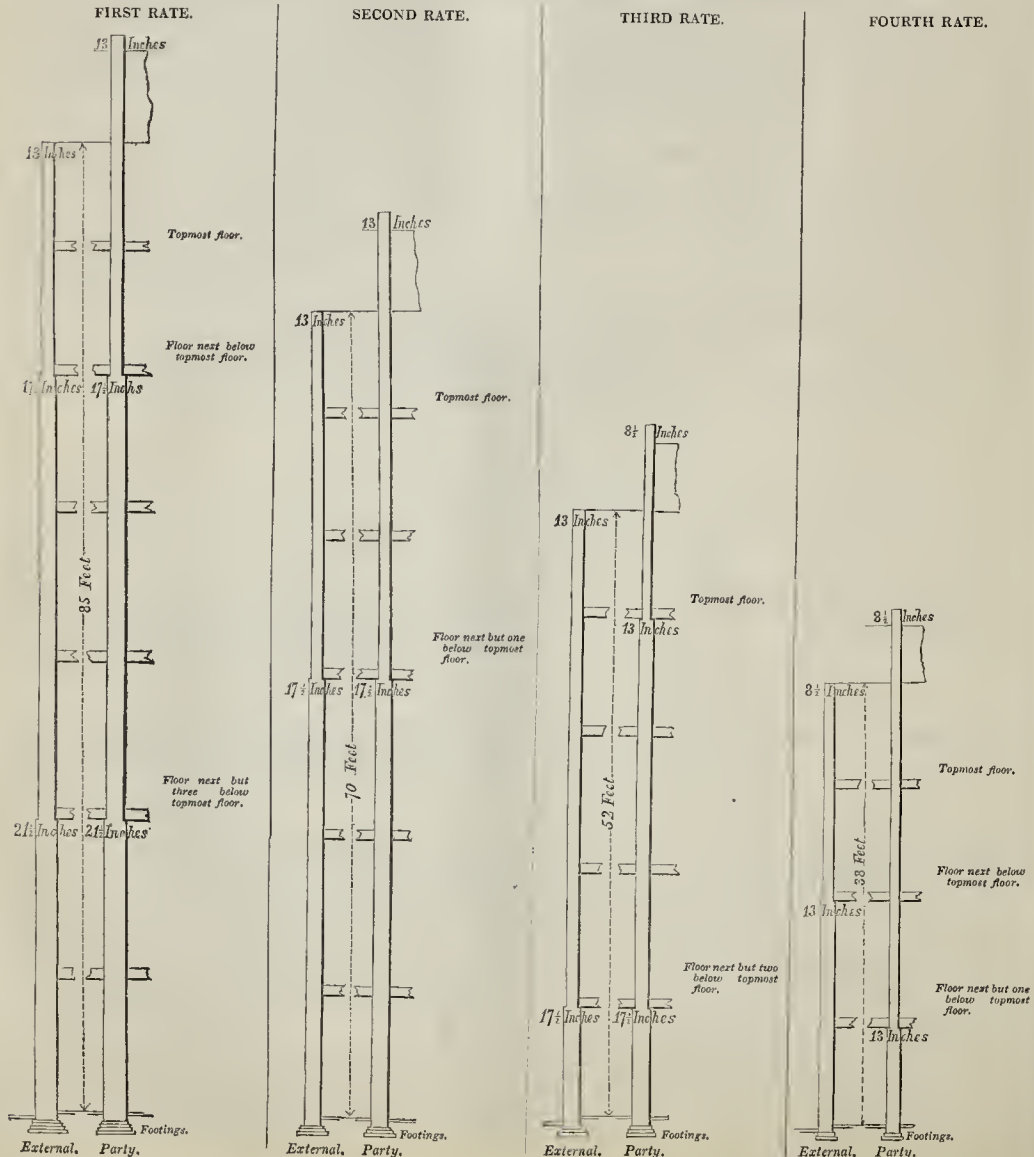 FIRST RATE.
13 Inches
13 Inches
Topmost floor.
Floor next below
topmost floor.
17½ Inches 17½ Inchs
85 Feet
Floor next but
three below
topmost floor.
21½ Inches 21½ Inches
Footings.
External. Party.
SECOND RATE.
13 Inches
13 Inches
Topmost floor.
Floor next but one
below topmost
floor.
17½ Inches 17½ Inches
70 Feet
Footings.
External. Party.
THIRD RATE.
8½ Inches
13 Inches
Topmost floor.
13 Inches
52 Feet
Floor next but two
below topmost
floor.
17½ Inches 17½ Inches
Footings.
External. Party.
FOURTH RATE.
8½ Inches
8½ Inches
Topmost floor.
38 Feet
Floor next below
topmost floor.
13 Inches
Floor next but one
below topmost
floor.
13 Inches
Footings.
External. Party.